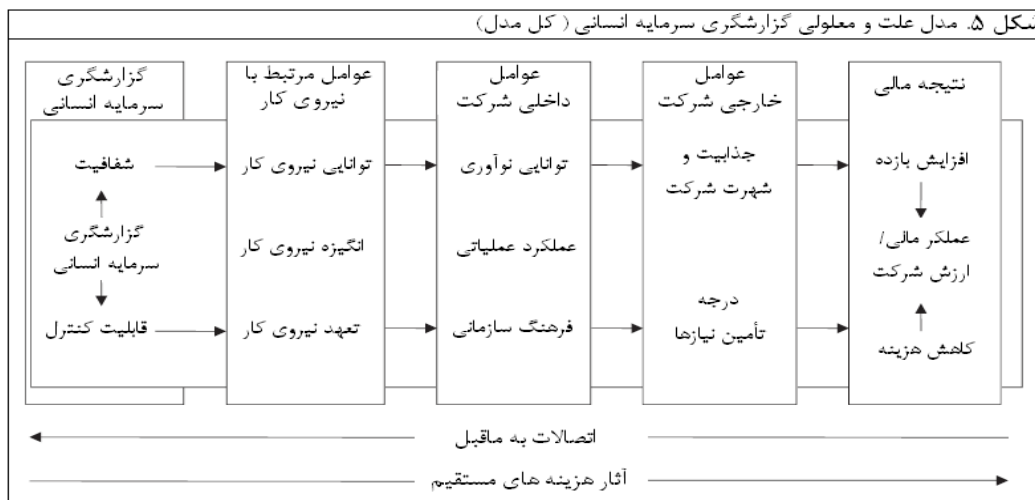 شکل ۵. مدل علت و معلولی گزارشگری سرمایه انسانی ( کل مدل)
گزارشگری
سرمایه انسانی
شفافیت
گزارشگری
سرمایه انسانی
قابلیت کنترل
عوامل مرتبط با
نیروی کار
توانایی نیروی کار
انگیزه نیروی کار
تعهد نیروی کار
عوامل
داخلی شرکت
توانایی نوآوری
عملکرد عملیاتی
فرهنگ سازمانی
عوامل
خارجی شرکت
جذابیت و
شهرت شرکت
درجه
تأمین نیازها
نتیجه مالی
افزایش بازده
عملکر مالی/
ارزش شرکت
کاهش هزینه
اتصالات به ماقبل
آثار هزینه های مستقیم